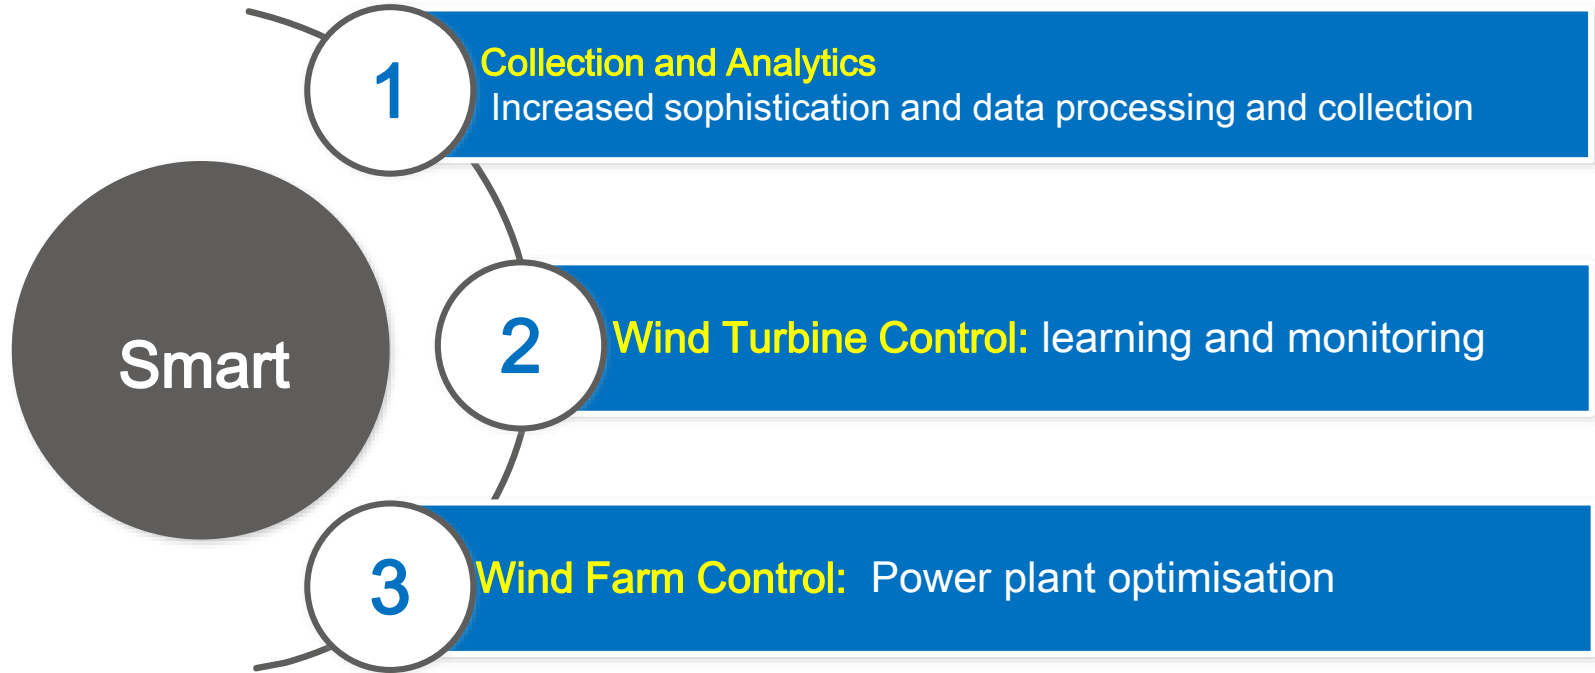 1
Collection and Analytics
Increased sophistication and data processing and collection
Smart
2
Wind Turbine Control: learning and monitoring
3
Wind Farm Control: Power plant optimisation